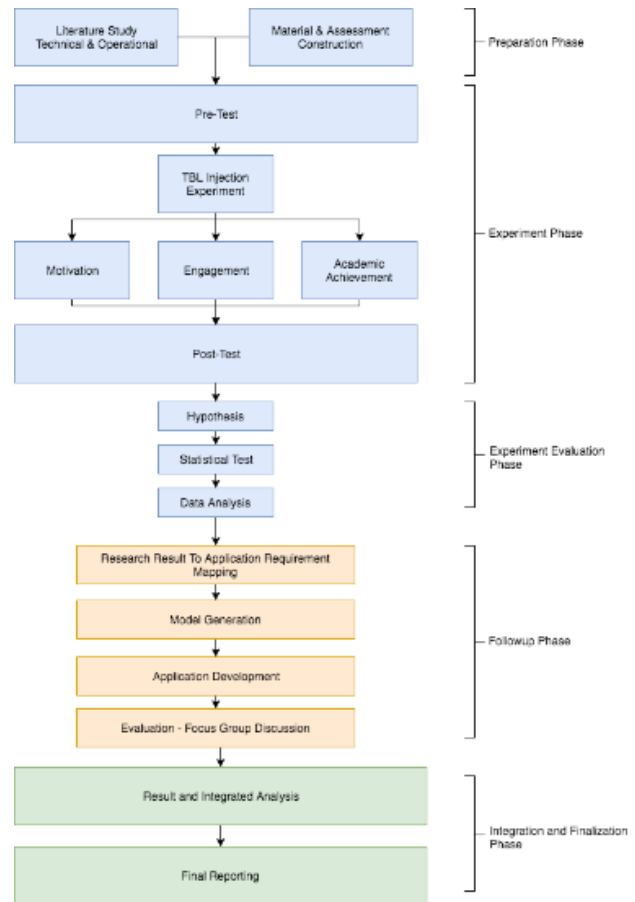 Literature Study
Technical & Operational
Material & Assessment
Construction
Preparation Phase
Pre-Test
TBL Injection
Experiment
Experiment Phase
Motivation
Engagement
Academic
Achievement
Post-Test
Hypothesis
Statistical Test
Experiment Evaluation
Phase
Data Analysis
Research Result To Application Requirement
Mapping
Model Generation
Followup Phase
Application Development
Evaluation - Focus Group Discussion
Result and Integrated Analysis
Integration and Finalization
Phase
Final Reporting